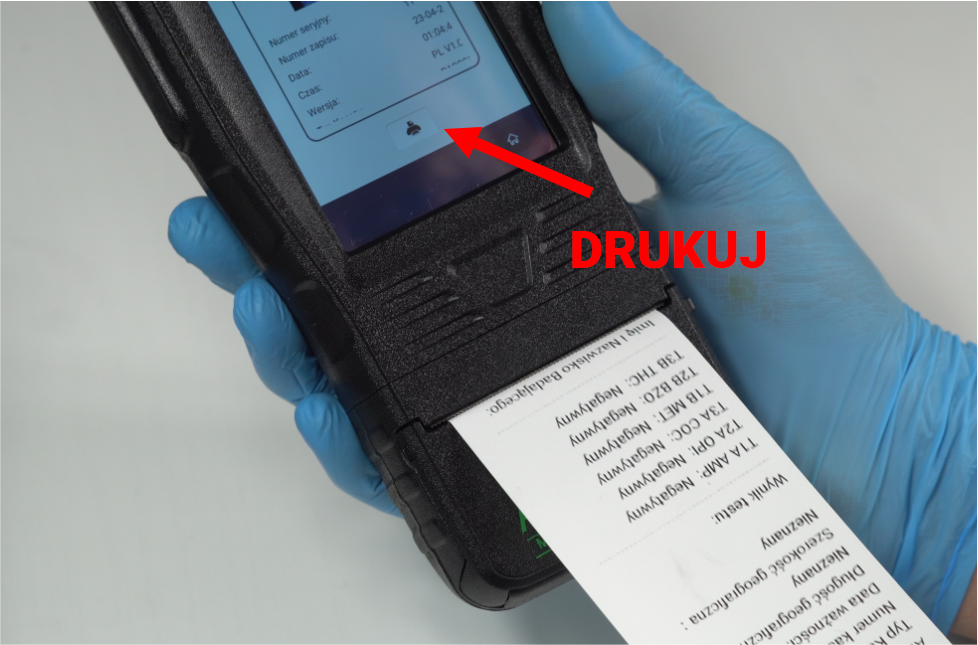 Numer seryjny:
Numer zapisu:
Data: 23-04-2
Czas: 01:04:4
Wersja: PL V1.
DRUKUJ
Typ K
Numer ka
Data ważności
Długość geograficzn
Nieznany
Szerokość geograficzna :
Nieznany
Wynik testu:
T1A AMP: Negatywny
T2A OPI: Negatywny
T3A COC: Negatywny
T1B MET: Negatywny
T2B BZO: Negatywny
T3B THC: Negatywny
Imię i Nazwisko Badającego: